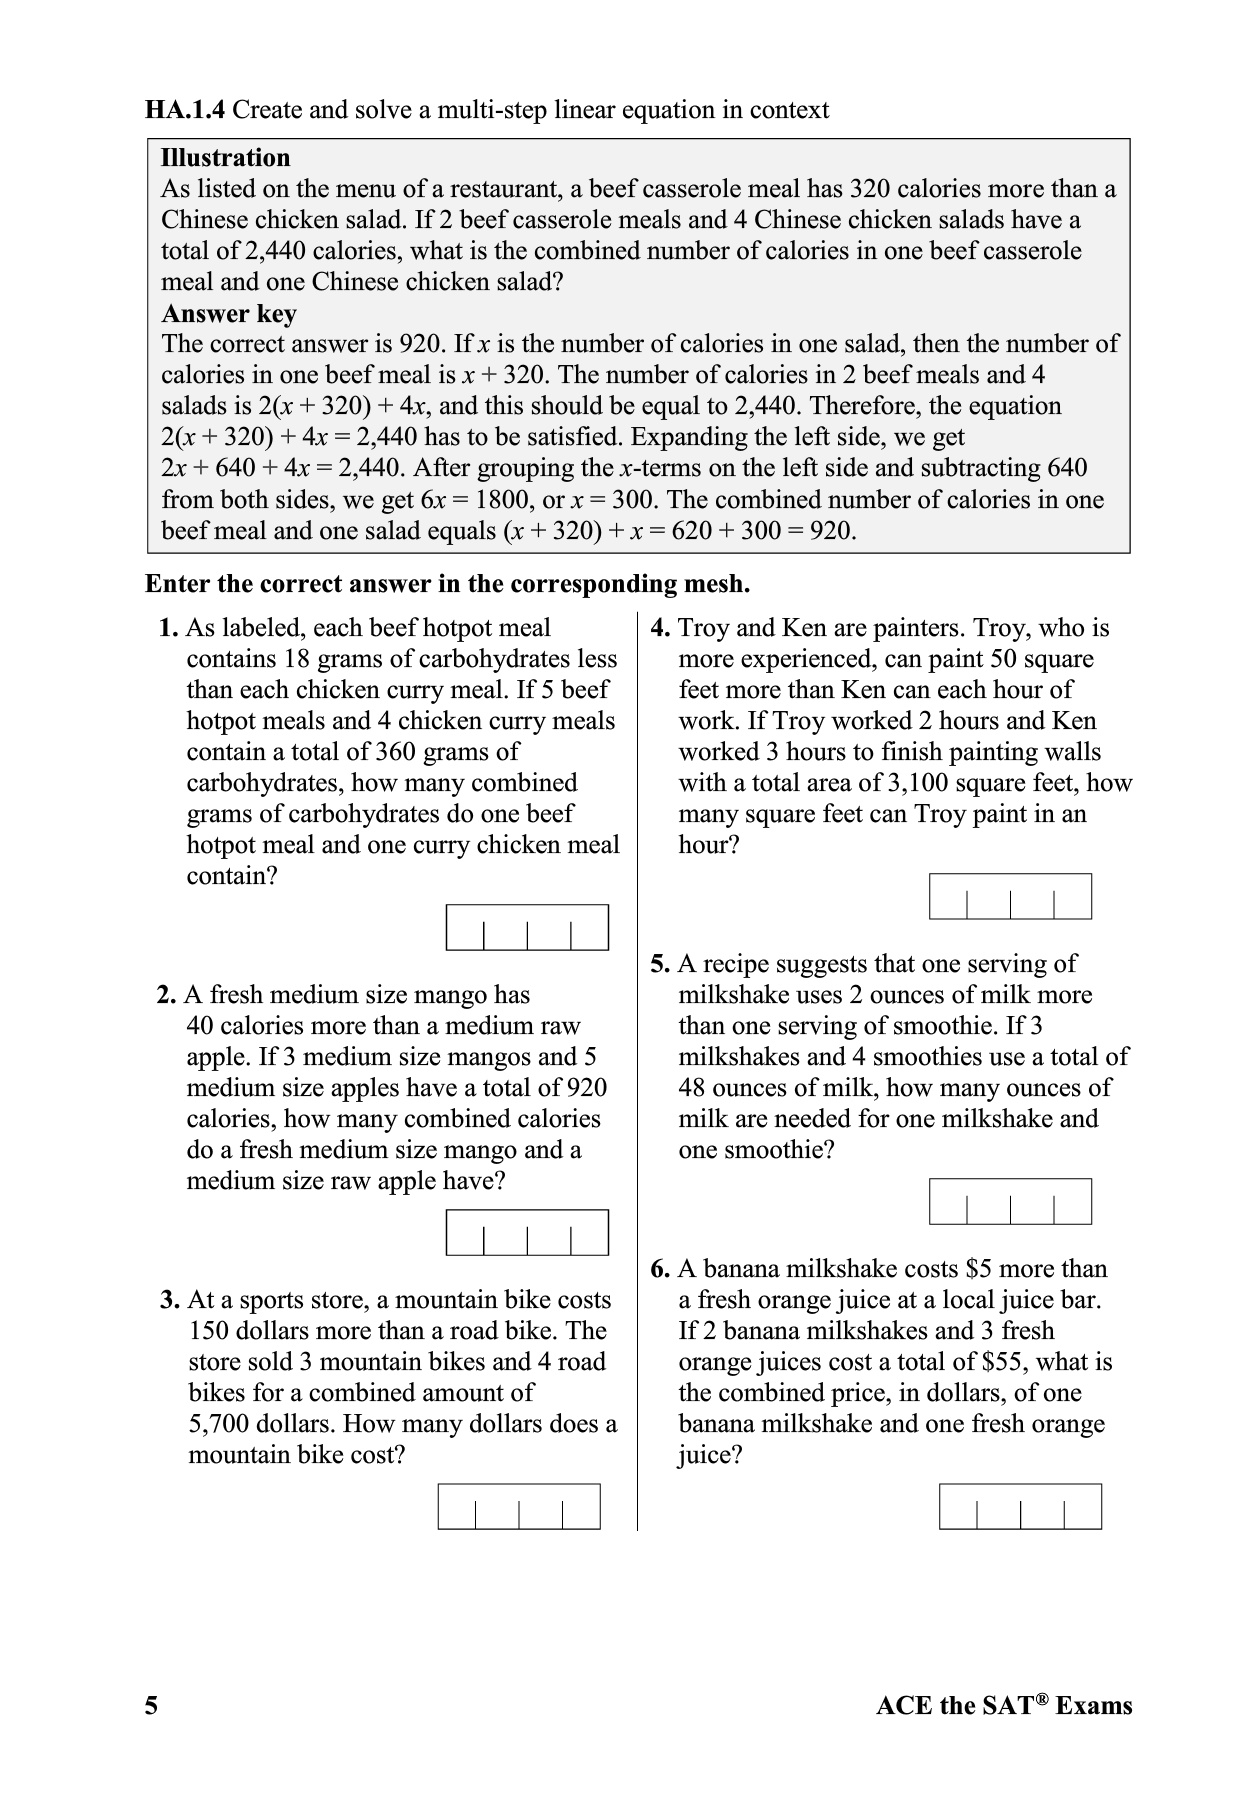 HA.1.4 Create and solve a multi-step linear equation in context
Illustration
As listed on the menu of a restaurant, a beef casserole meal has 320 calories more than a
Chinese chicken salad. If 2 beef casserole meals and 4 Chinese chicken salads have a
total of 2,440 calories, what is the combined number of calories in one beef casserole
meal and one Chinese chicken salad?
Answer key
The correct answer is 920. If x is the number of calories in one salad, then the number of
calories in one beef meal is x + 320. The number of calories in 2 beef meals and 4
salads is 2(x + 320) + 4x, and this should be equal to 2,440. Therefore, the equation
2(x + 320) + 4x = 2,440 has to be satisfied. Expanding the left side, we get
2x + 640 + 4x = 2,440. After grouping the x-terms on the left side and subtracting 640
from both sides, we get 6x = 1800, or x = 300. The combined number of calories in one
beef meal and one salad equals (x + 320) + x = 620 + 300 = 920.
Enter the correct answer in the corresponding mesh.
1. As labeled, each beef hotpot meal
contains 18 grams of carbohydrates less
than each chicken curry meal. If 5 beef
hotpot meals and 4 chicken curry meals
contain a total of 360 grams of
carbohydrates, how many combined
grams of carbohydrates do one beef
hotpot meal and one curry chicken meal
contain?
2. A fresh medium size mango has
40 calories more than a medium raw
apple. If 3 medium size mangos and 5
medium size apples have a total of 920
calories, how many combined calories
do a fresh medium size mango and a
medium size raw apple have?
3. At a sports store, a mountain bike costs
150 dollars more than a road bike. The
store sold 3 mountain bikes and 4 road
bikes for a combined amount of
5,700 dollars. How many dollars does a
mountain bike cost?
4. Troy and Ken are painters. Troy, who is
more experienced, can paint 50 square
feet more than Ken can each hour of
work. If Troy worked 2 hours and Ken
worked 3 hours to finish painting walls
with a total area of 3,100 square feet, how
many square feet can Troy paint in an
hour?
5. A recipe suggests that one serving of
milkshake uses 2 ounces of milk more
than one serving of smoothie. If 3
milkshakes and 4 smoothies use a total of
48 ounces of milk, how many ounces of
milk are needed for one milkshake and
one smoothie?
6. A banana milkshake costs $5 more than
a fresh orange juice at a local juice bar.
If 2 banana milkshakes and 3 fresh
orange juices cost a total of $55, what is
the combined price, in dollars, of one
banana milkshake and one fresh orange
juice?
5
ACE the SAT® Exams